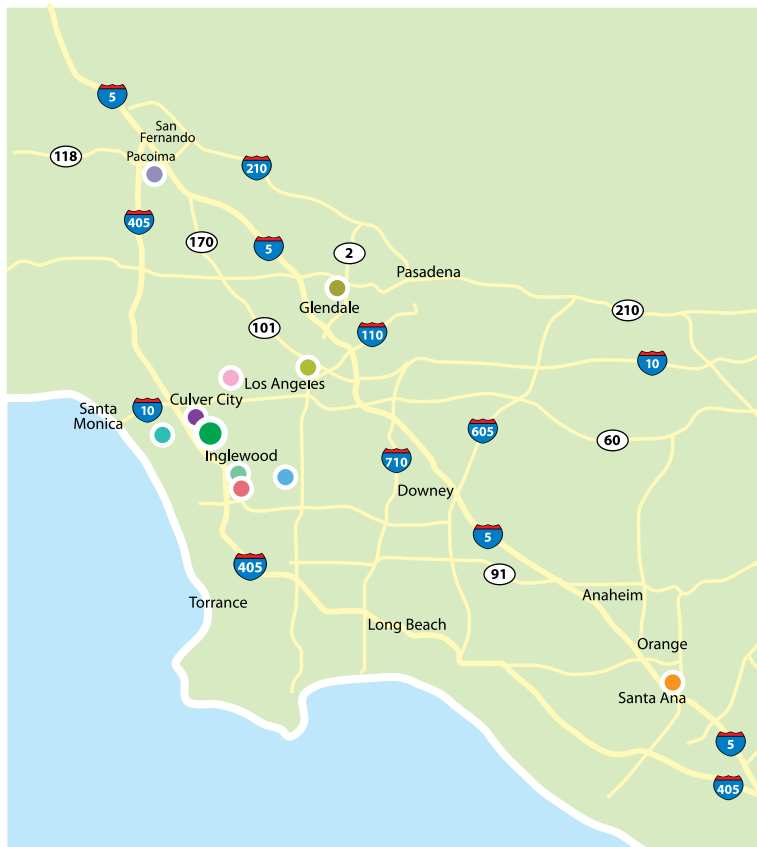 5
San
Fernando
118
Pacoima
210
405
170
5
2
Pasadena
Glendale
210
101
110
10
Los Angeles
Culver City
Santa
Monica
10
605
60
Inglewood
710
Downey
5
405
91
Anaheim
Torrance
Long Beach
Orange
Santa Ana
5
405